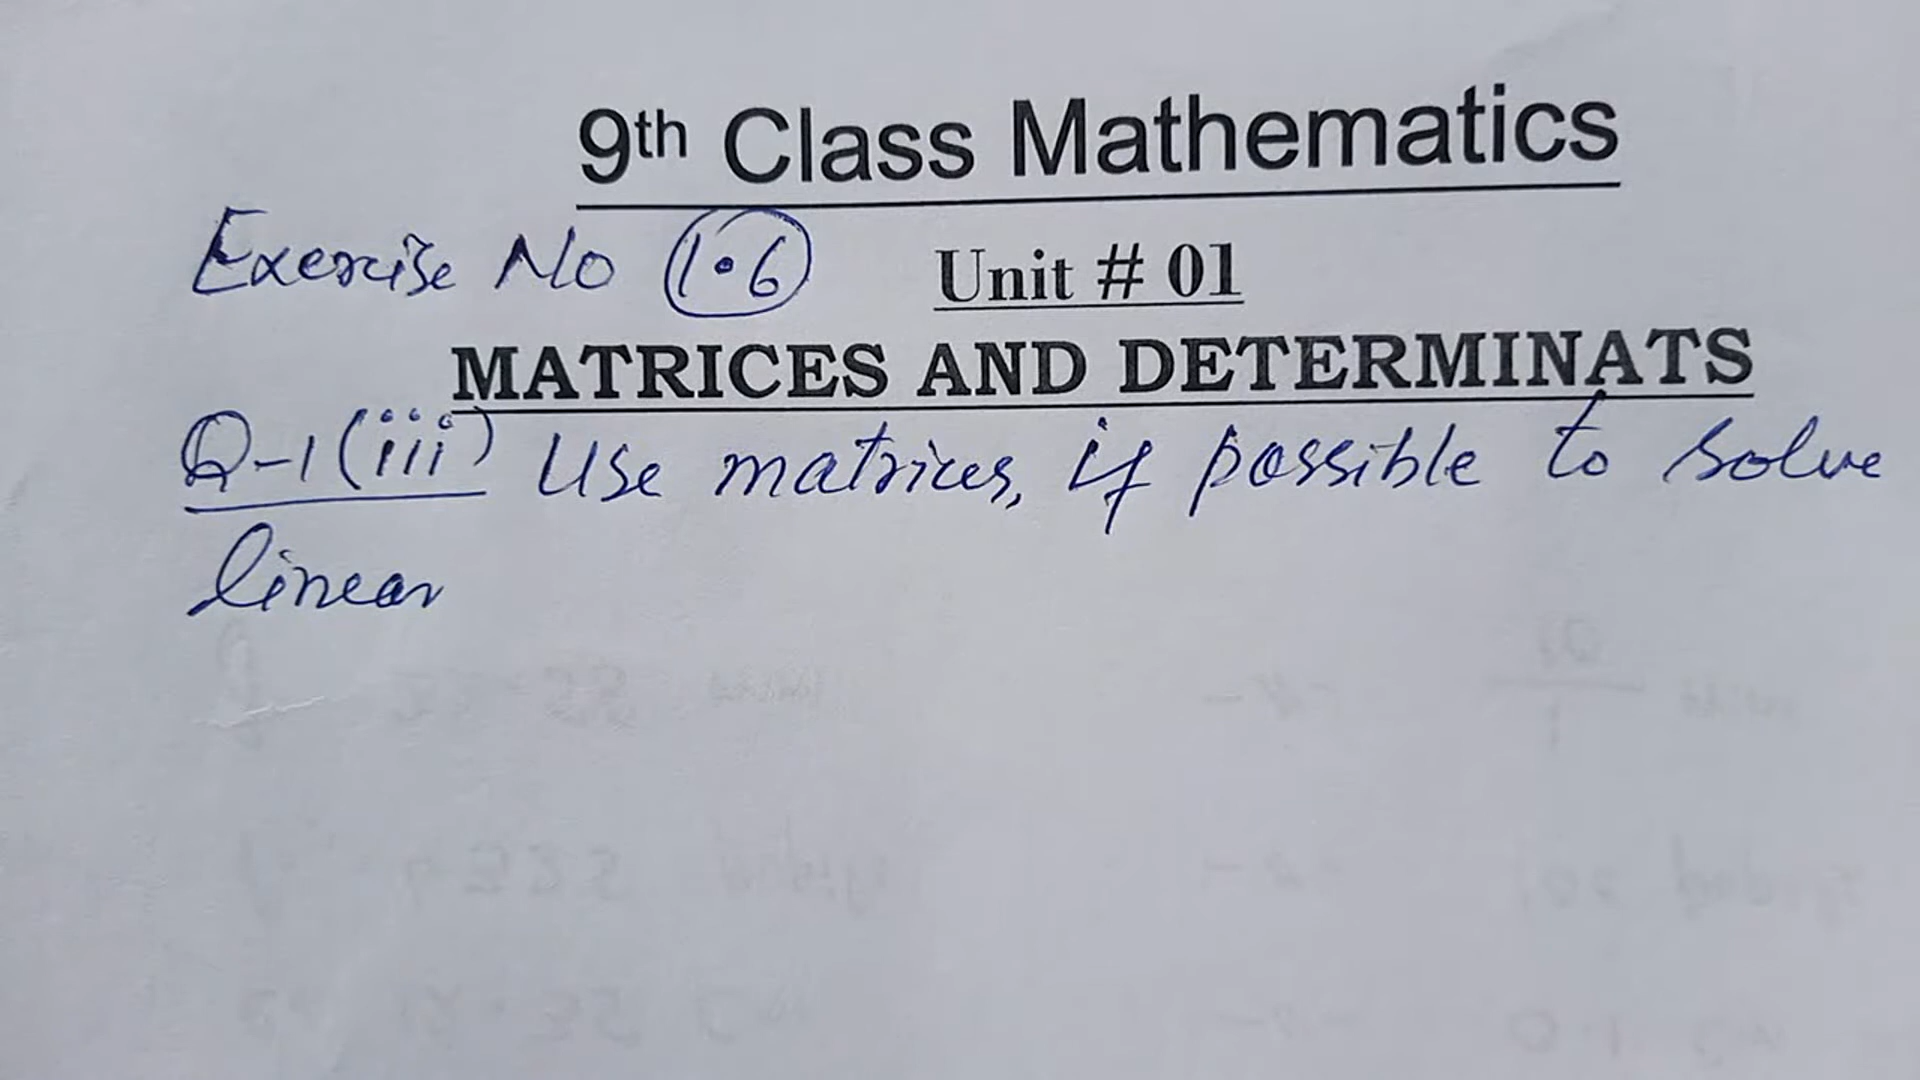 9th Class Mathematics
Exercise No 1.6 Unit # 01
MATRICES AND DETERMINATS
Q-1(iii) Use matrices, if possible to solve
linear